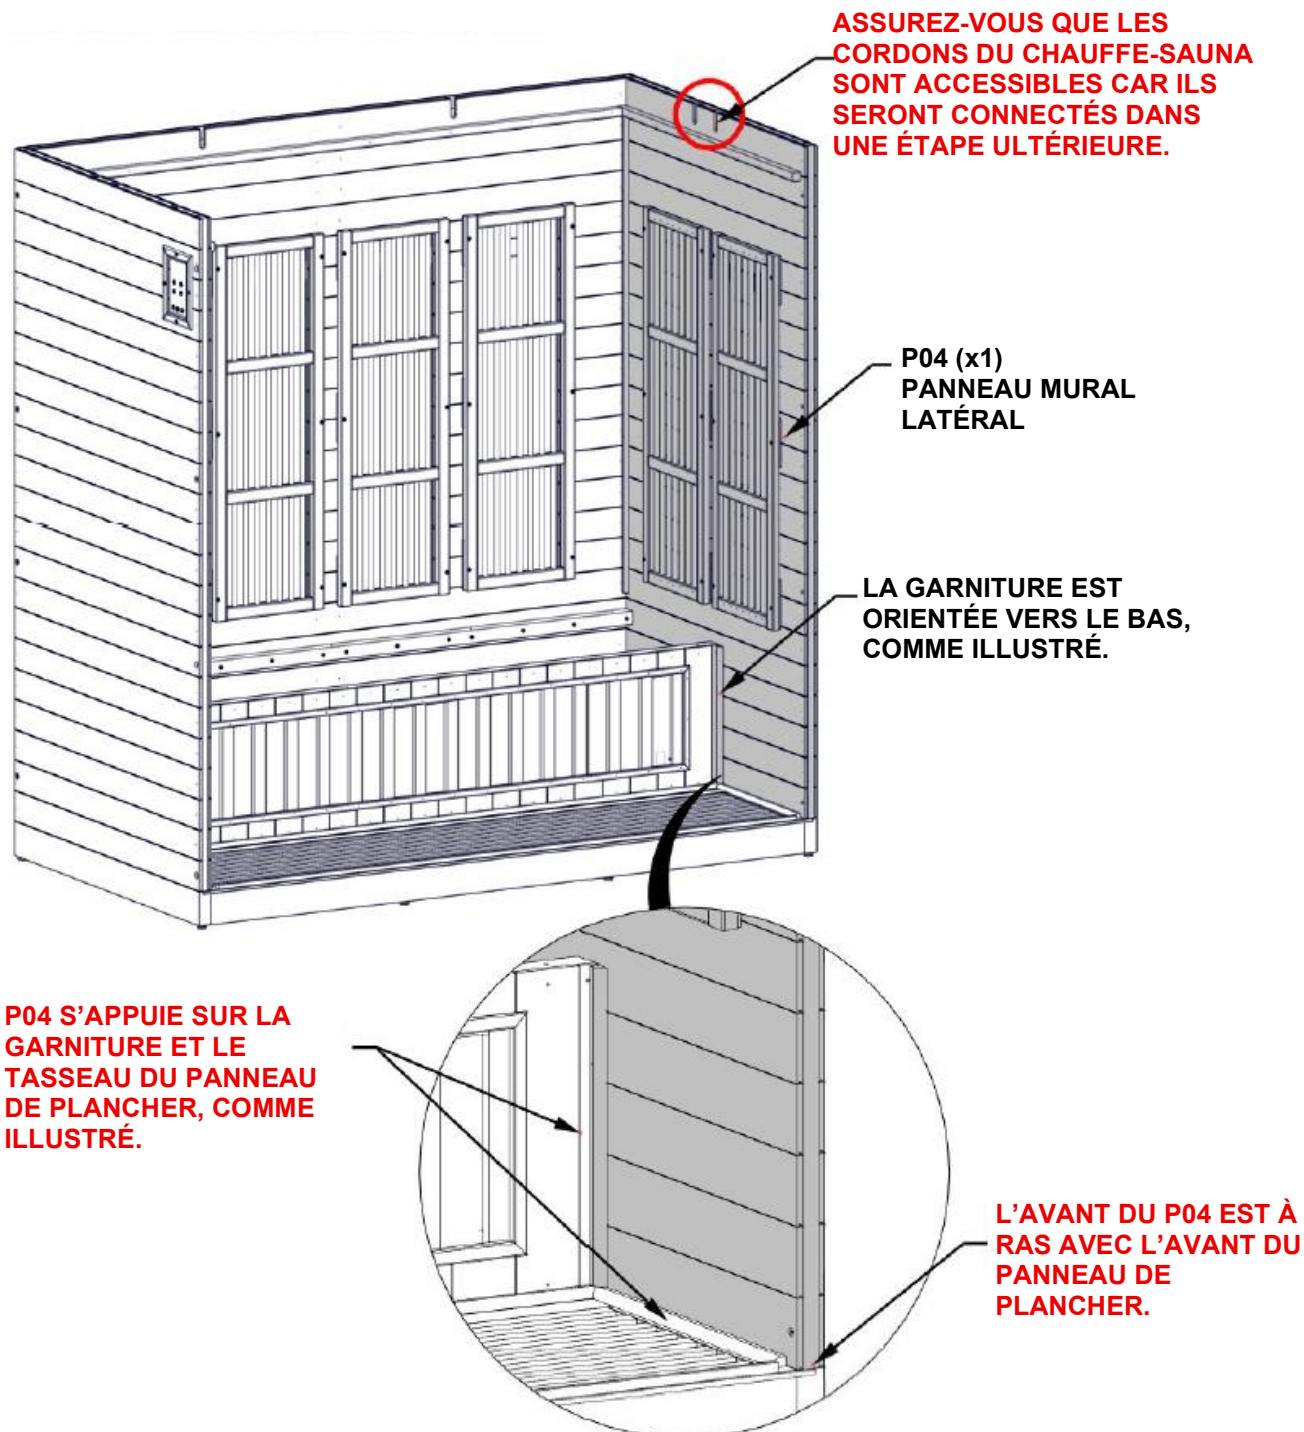 ASSUREZ-VOUS QUE LES
CORDONS DU CHAUFFE-SAUNA
SONT ACCESSIBLES CAR ILS
SERONT CONNECTÉS DANS
UNE ÉTAPE ULTÉRIEURE.
P04 (x1)
PANNEAU MURAL
LATÉRAL
LA GARNITURE EST
ORIENTÉE VERS LE BAS,
COMME ILLUSTRÉ.
P04 S’APPUIE SUR LA
GARNITURE ET LE
TASSEAU DU PANNEAU
DE PLANCHER, COMME
ILLUSTRÉ.
L’AVANT DU P04 EST À
RAS AVEC L’AVANT DU
PANNEAU DE
PLANCHER.